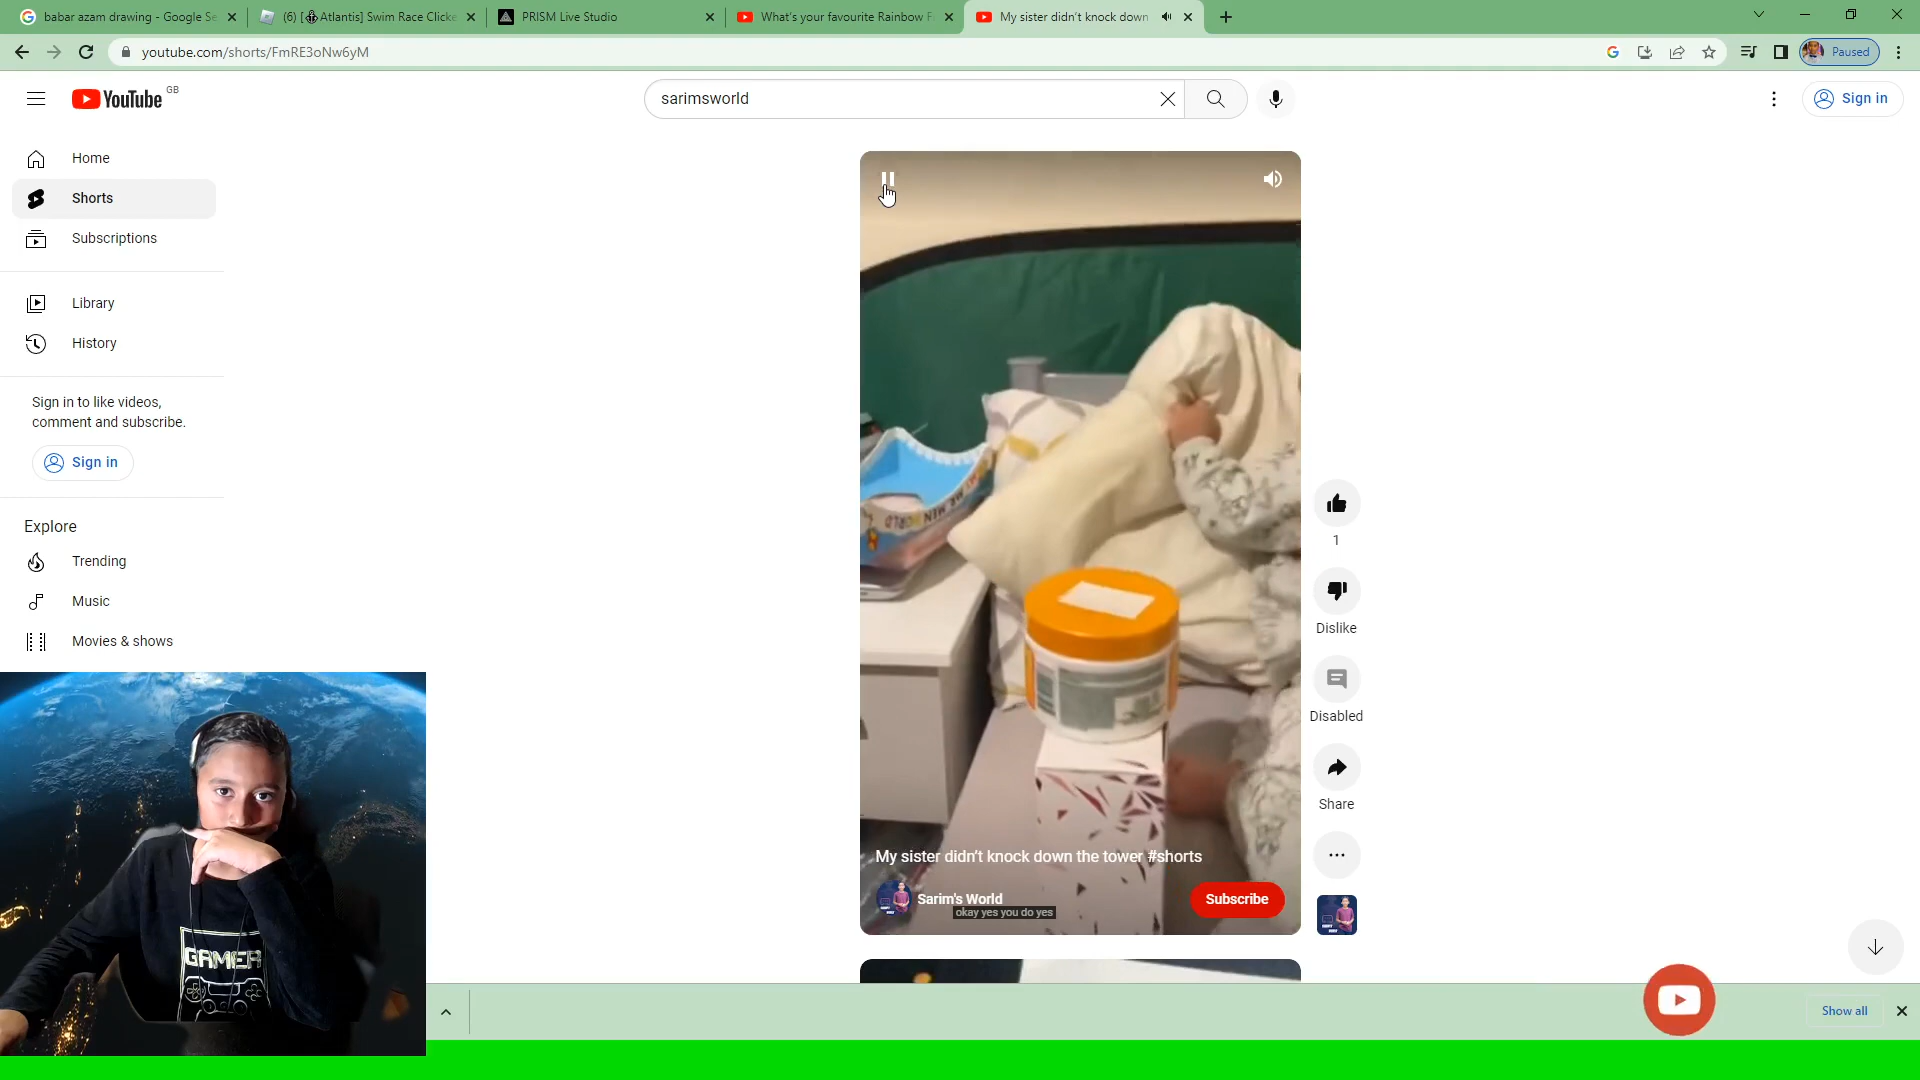 babar azam drawing - Google Se
(6) [Atlantis] Swim Race Clicke
PRISM Live Studio
What's your favourite Rainbow F
My sister didn't knock down
youtube.com/shorts/FmRE3oNw6yM
Paused
YouTube GB
sarimsworld
Sign in
Home
Shorts
Subscriptions
Library
History
Sign in to like videos,
comment and subscribe.
Sign in
Explore
Trending
Music
Movies & shows
1
Dislike
Disabled
Share
My sister didn't knock down the tower #shorts
Sarim's World
okay yes you do yes
Subscribe
GAMER
Show all